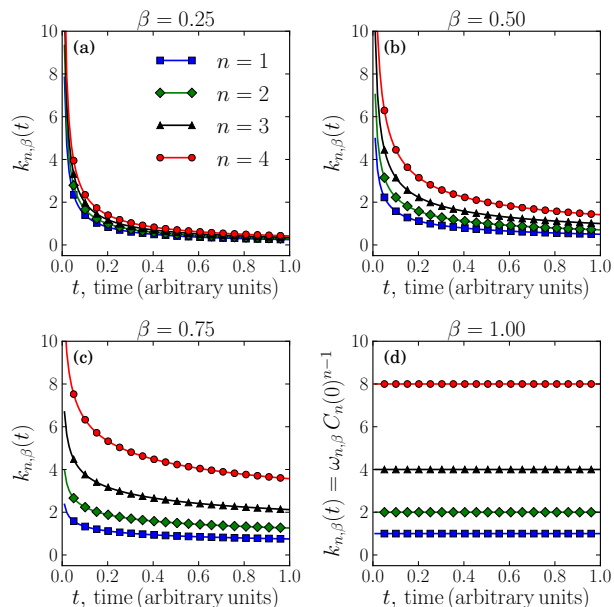 β = 0.25
(a)
n = 1
n = 2
n = 3
n = 4
10
8
6
4
2
0
k_{n,β}(t)
0.0 0.2 0.4 0.6 0.8 1.0
t, time (arbitrary units)
β = 0.50
(b)
10
8
6
4
2
0
k_{n,β}(t)
0.0 0.2 0.4 0.6 0.8 1.0
t, time (arbitrary units)
β = 0.75
(c)
10
8
6
4
2
0
k_{n,β}(t)
0.0 0.2 0.4 0.6 0.8 1.0
t, time (arbitrary units)
β = 1.00
(d)
10
8
6
4
2
0
k_{n,β}(t) = ω_{n,β} C_n(0)^{n−1}
0.0 0.2 0.4 0.6 0.8 1.0
t, time (arbitrary units)